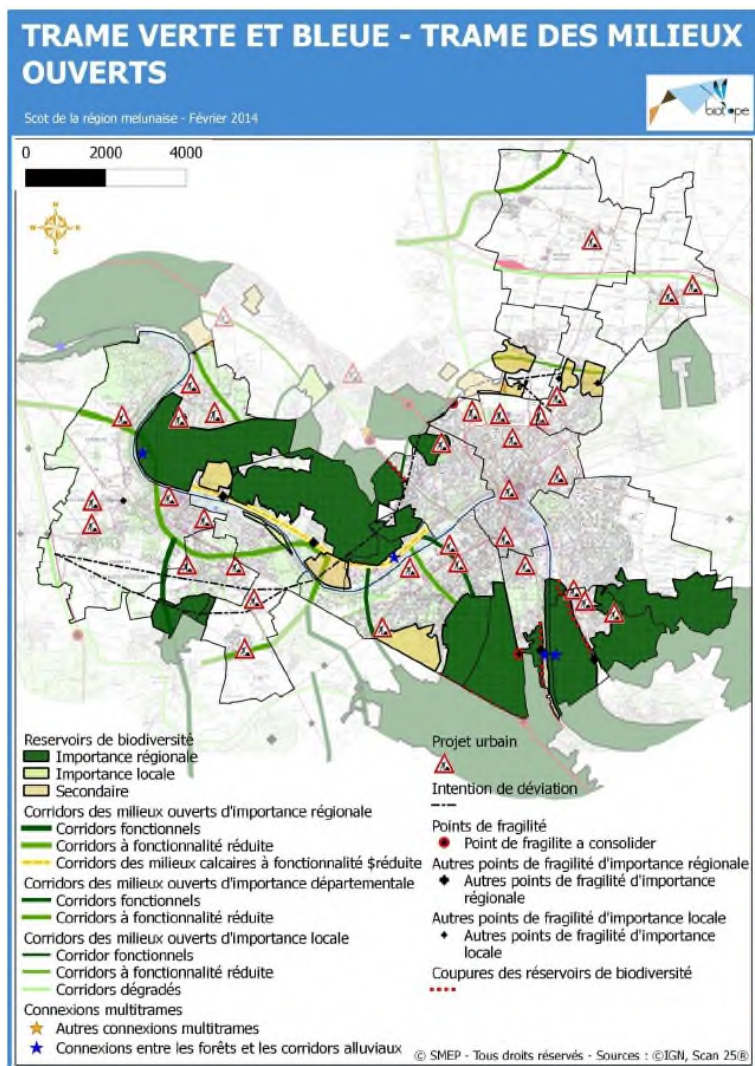 TRAME VERTE ET BLEUE - TRAME DES MILIEUX
OUVERTS
Scot de la région melunaise - Février 2014
biotope
0 2000 4000
Reservoirs de biodiversité
Importance régionale
Importance locale
Secondaire
Corridors des milieux ouverts d'importance régionale
Corridors fonctionnels
Corridors à fonctionnalité réduite
Corridors des milieux calcaires à fonctionnalité $réduite
Corridors des milieux ouverts d'importance départementale
Corridors fonctionnels
Corridors à fonctionnalité réduite
Corridors des milieux ouverts d'importance locale
Corridor fonctionnels
Corridors à fonctionnalité réduite
Corridors dégradés
Connexions multitrames
Autres connexions multitrames
Connexions entre les forêts et les corridors alluviaux
Projet urbain
Intention de déviation
Points de fragilité
Point de fragilite a consolider
Autres points de fragilité d'importance régionale
Autres points de fragilité d'importance
régionale
Autres points de fragilité d'importance locale
Autres points de fragilité d'importance
locale
Coupures des réservoirs de biodiversité
© SMEP - Tous droits réservés - Sources : ©IGN, Scan 25®